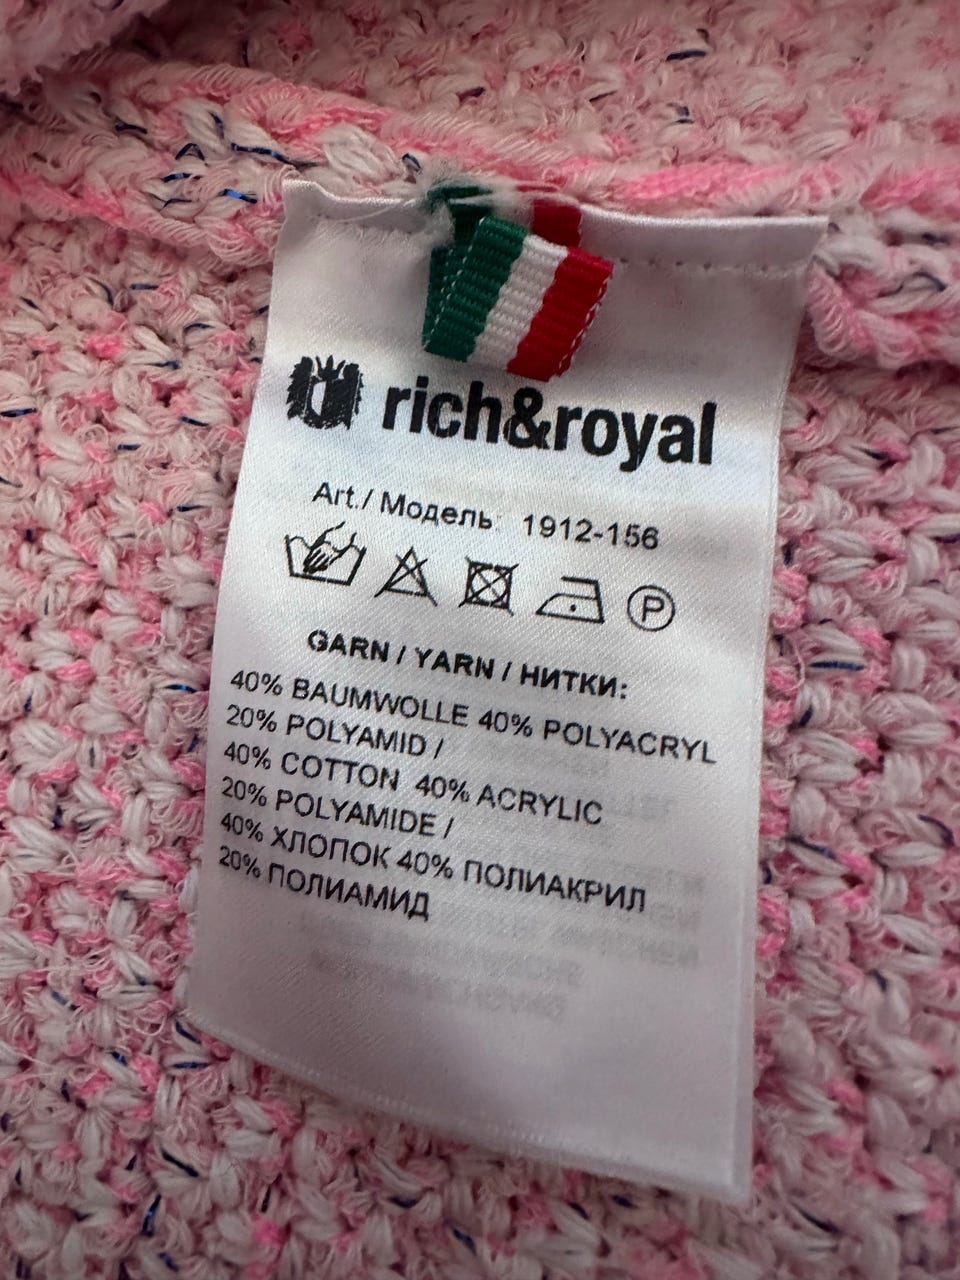 rich&royal
Art./ Модель: 1912-156
P
GARN / YARN / НИТКИ:
40% BAUMWOLLE 40% POLYACRYL
20% POLYAMID /
40% COTTON 40% ACRYLIC
20% POLYAMIDE /
40% ХЛОПОК 40% ПОЛИАКРИЛ
20% ПОЛИАМИД